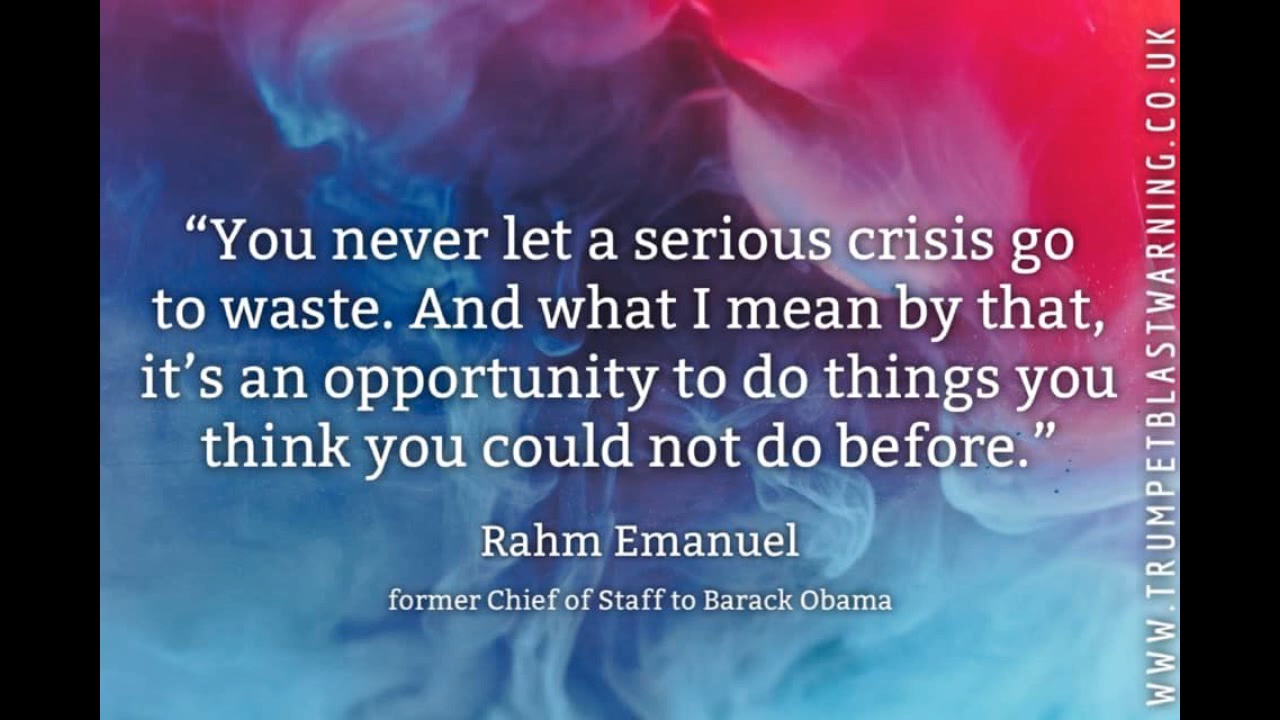 “You never let a serious crisis go
to waste. And what I mean by that,
it’s an opportunity to do things you
think you could not do before.”
Rahm Emanuel
former Chief of Staff to Barack Obama
WWW.TRUMPETBLASTWARNING.CO.UK